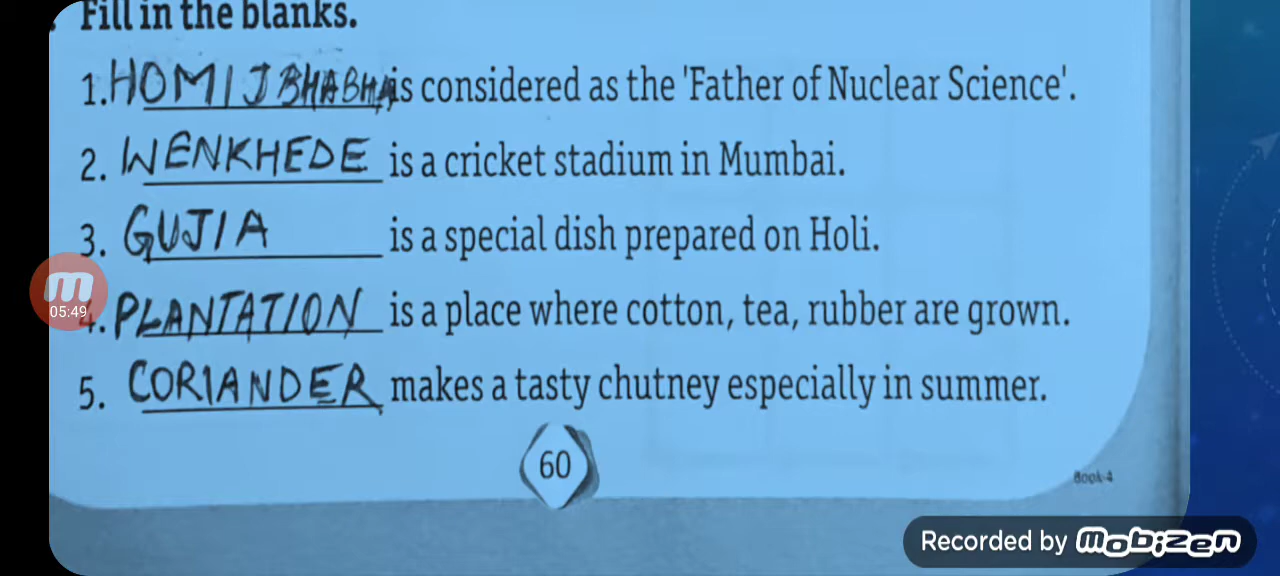 Fill in the blanks.
1. HOMI J BHABHA is considered as the 'Father of Nuclear Science'.
2. WENKHEDE is a cricket stadium in Mumbai.
3. GUJIA is a special dish prepared on Holi.
05:49
4. PLANTATION is a place where cotton, tea, rubber are grown.
5. CORIANDER makes a tasty chutney especially in summer.
60
Book-4
Recorded by mobizen